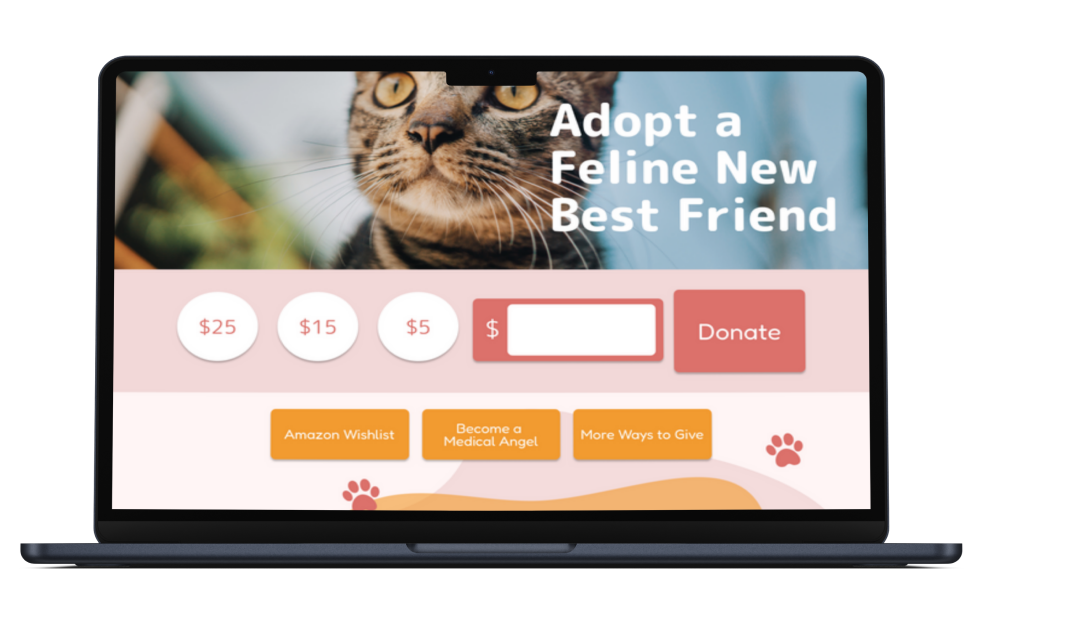 Adopt a
Feline New
Best Friend
$25
$15
$5
$
Donate
Amazon Wishlist
Become a
Medical Angel
More Ways to Give